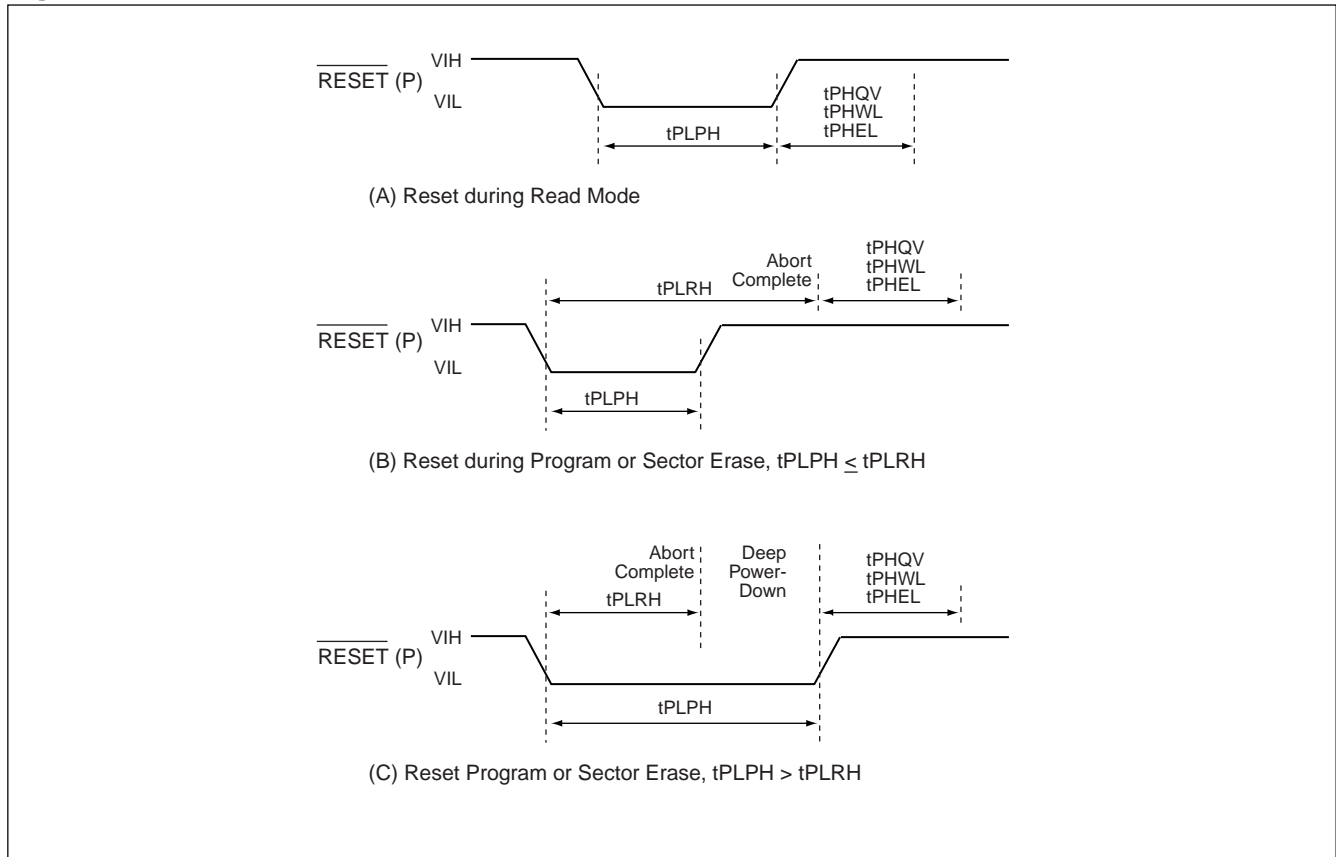 VIH
RESET (P)
VIL
tPHQV
tPHWL
tPHEL
tPLPH
(A) Reset during Read Mode
tPHQV
tPHWL
tPHEL
Abort
Complete
tPLRH
VIH
RESET (P)
VIL
tPLPH
(B) Reset during Program or Sector Erase, tPLPH ≤ tPLRH
Abort
Complete
tPLRH
Deep
Power-
Down
tPHQV
tPHWL
tPHEL
VIH
RESET (P)
VIL
tPLPH
(C) Reset Program or Sector Erase, tPLPH > tPLRH